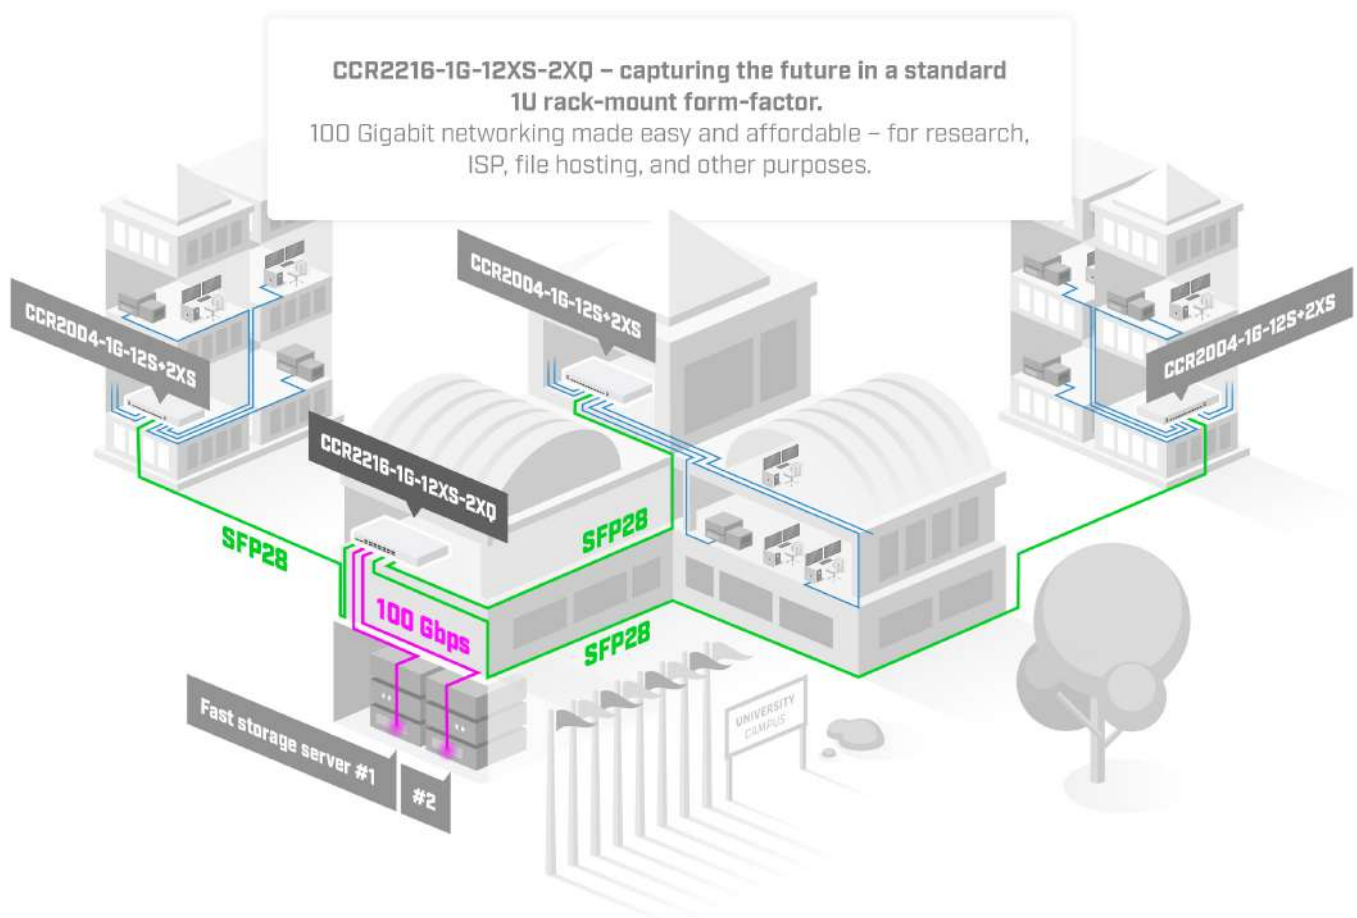 CCR2216-1G-12XS-2XQ – capturing the future in a standard
1U rack-mount form-factor.
100 Gigabit networking made easy and affordable – for research,
ISP, file hosting, and other purposes.
CCR2004-1G-12S+2XS
CCR2004-1G-12S+2XS
CCR2004-1G-12S+2XS
CCR2216-1G-12XS-2XQ
SFP28
SFP28
100 Gbps
SFP28
Fast storage server #1
#2
UNIVERSITY
CAMPUS